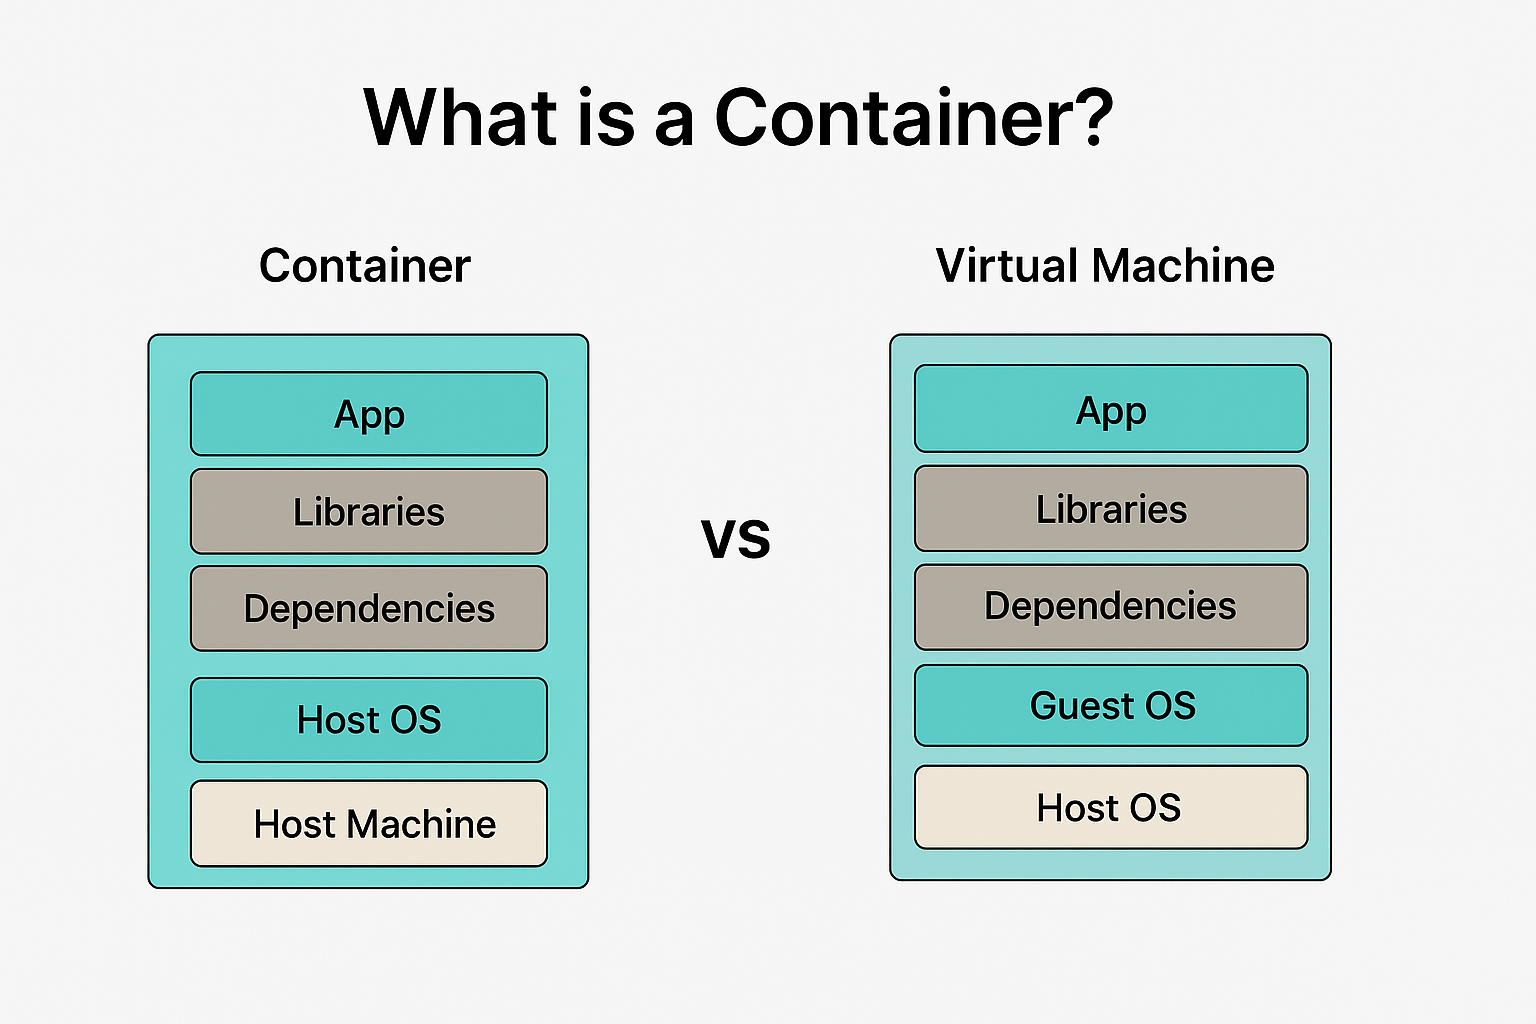 What is a Container?
Container
App
Libraries
Dependencies
Host OS
Host Machine
VS
Virtual Machine
App
Libraries
Dependencies
Guest OS
Host OS